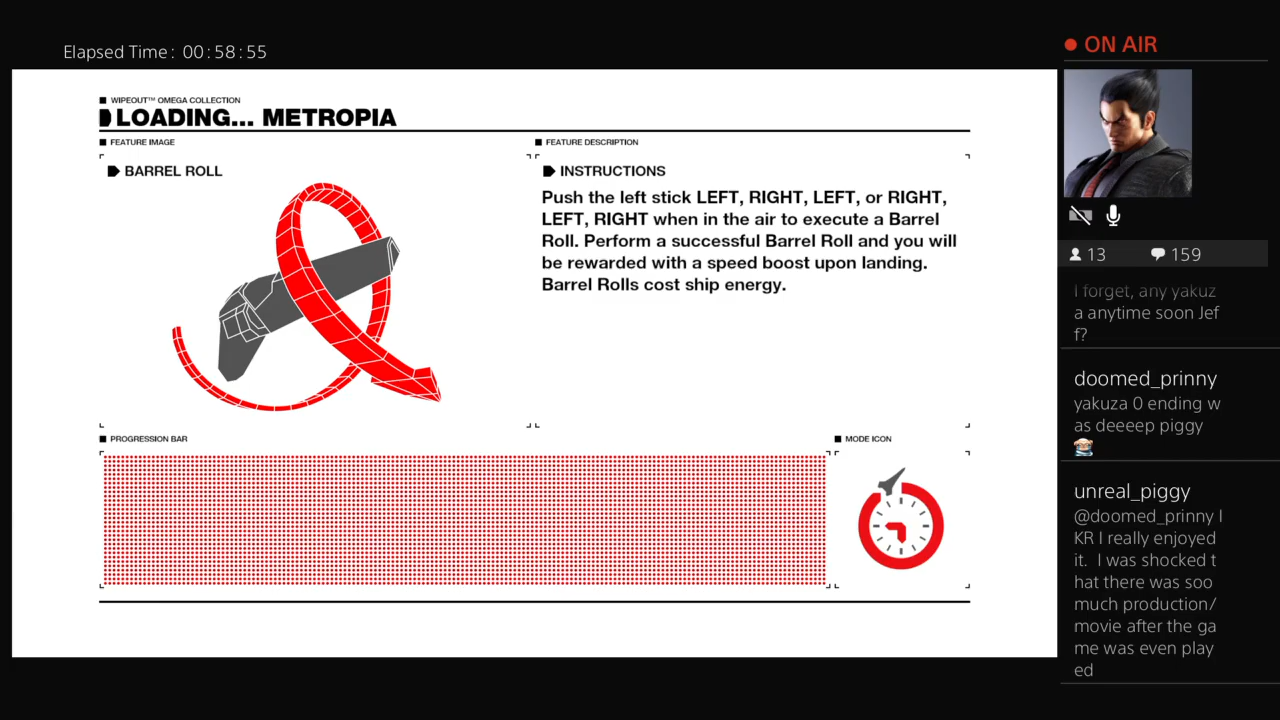 Elapsed Time: 00:58:55
WIPEOUT™ OMEGA COLLECTION
LOADING... METROPIA
FEATURE IMAGE
BARREL ROLL
FEATURE DESCRIPTION
INSTRUCTIONS
Push the left stick LEFT, RIGHT, LEFT, or RIGHT,
LEFT, RIGHT when in the air to execute a Barrel
Roll. Perform a successful Barrel Roll and you will
be rewarded with a speed boost upon landing.
Barrel Rolls cost ship energy.
PROGRESSION BAR
MODE ICON
ON AIR
13
159
I forget, any yakuz
a anytime soon Jef
f?
doomed_prinny
yakuza 0 ending w
as deeeep piggy
unreal_piggy
@doomed_prinny I
KR I really enjoyed
it.  I was shocked t
hat there was soo
much production/
movie after the ga
me was even play
ed